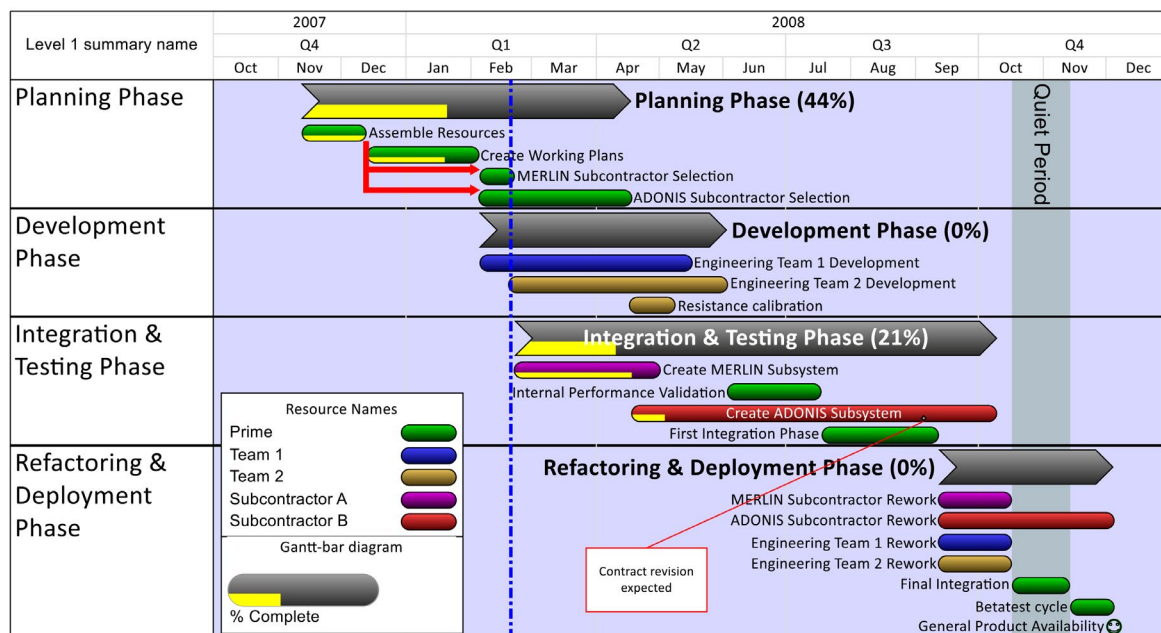 2007 2008
Level 1 summary name Q4 Q1 Q2 Q3 Q4
Oct Nov Dec Jan Feb Mar Apr May Jun Jul Aug Sep Oct Nov Dec
Planning Phase
Planning Phase (44%)
Assemble Resources
Create Working Plans
MERLIN Subcontractor Selection
ADONIS Subcontractor Selection
Quiet Period
Development
Phase
Development Phase (0%)
Engineering Team 1 Development
Engineering Team 2 Development
Resistance calibration
Integration &
Testing Phase
Integration & Testing Phase (21%)
Create MERLIN Subsystem
Internal Performance Validation
Create ADONIS Subsystem
First Integration Phase
Refactoring &
Deployment
Phase
Refactoring & Deployment Phase (0%)
MERLIN Subcontractor Rework
ADONIS Subcontractor Rework
Engineering Team 1 Rework
Engineering Team 2 Rework
Final Integration
Betatest cycle
General Product Availability
Contract revision
expected
Resource Names
Prime
Team 1
Team 2
Subcontractor A
Subcontractor B
Gantt-bar diagram
% Complete